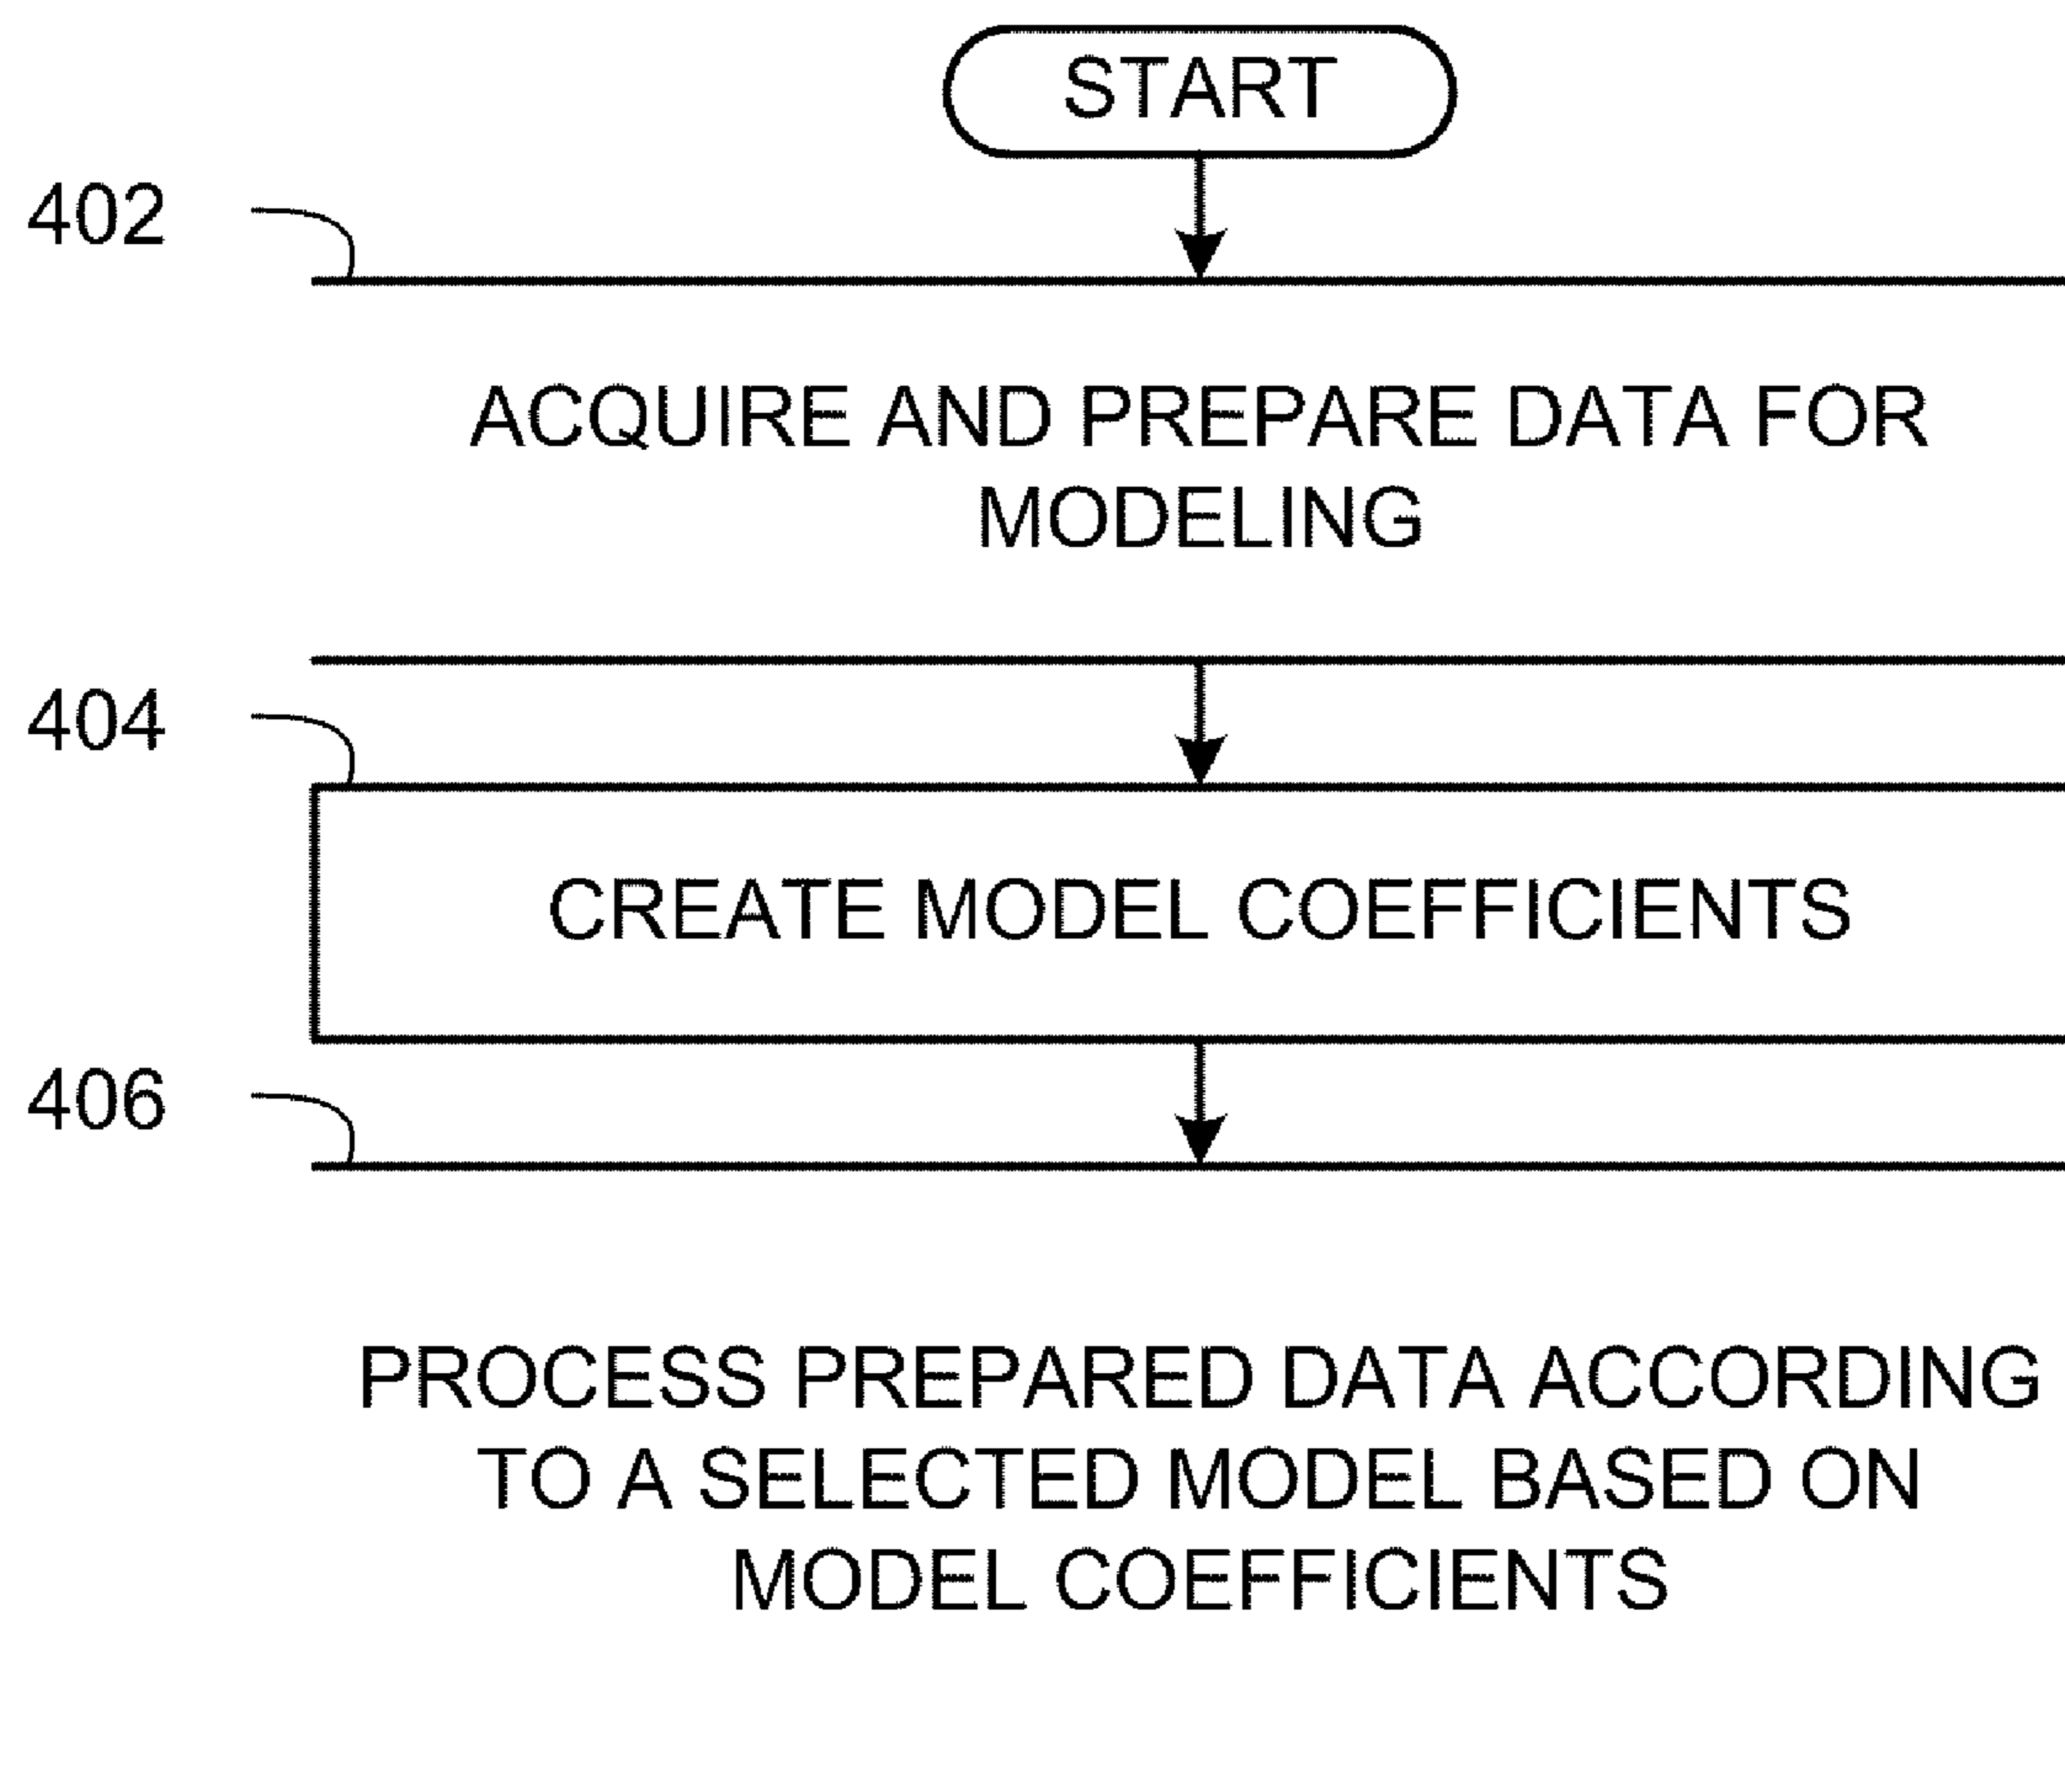 START
402
ACQUIRE AND PREPARE DATA FOR
MODELING
404
CREATE MODEL COEFFICIENTS
406
PROCESS PREPARED DATA ACCORDING
TO A SELECTED MODEL BASED ON
MODEL COEFFICIENTS